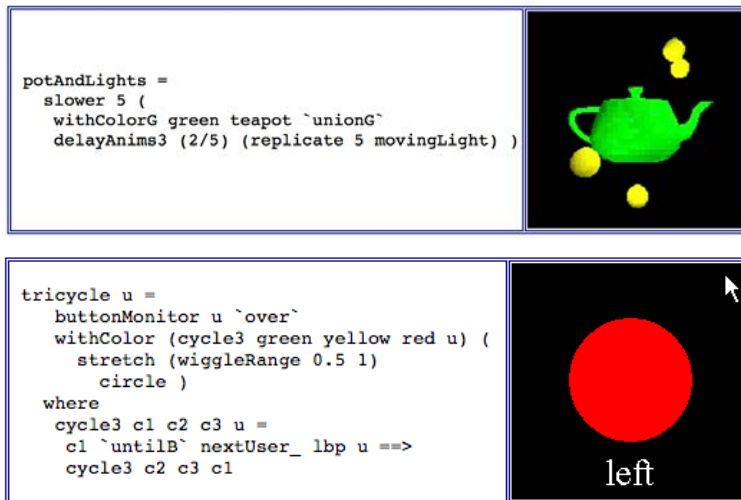 potAndLights =
slower 5 (
withColorG green teapot `unionG`
delayAnims3 (2/5) (replicate 5 movingLight) )
tricycle u =
buttonMonitor u `over`
withColor (cycle3 green yellow red u) (
stretch (wiggleRange 0.5 1)
circle )
where
cycle3 c1 c2 c3 u =
c1 `untilB` nextUser_ lbp u ==>
cycle3 c2 c3 c1
left